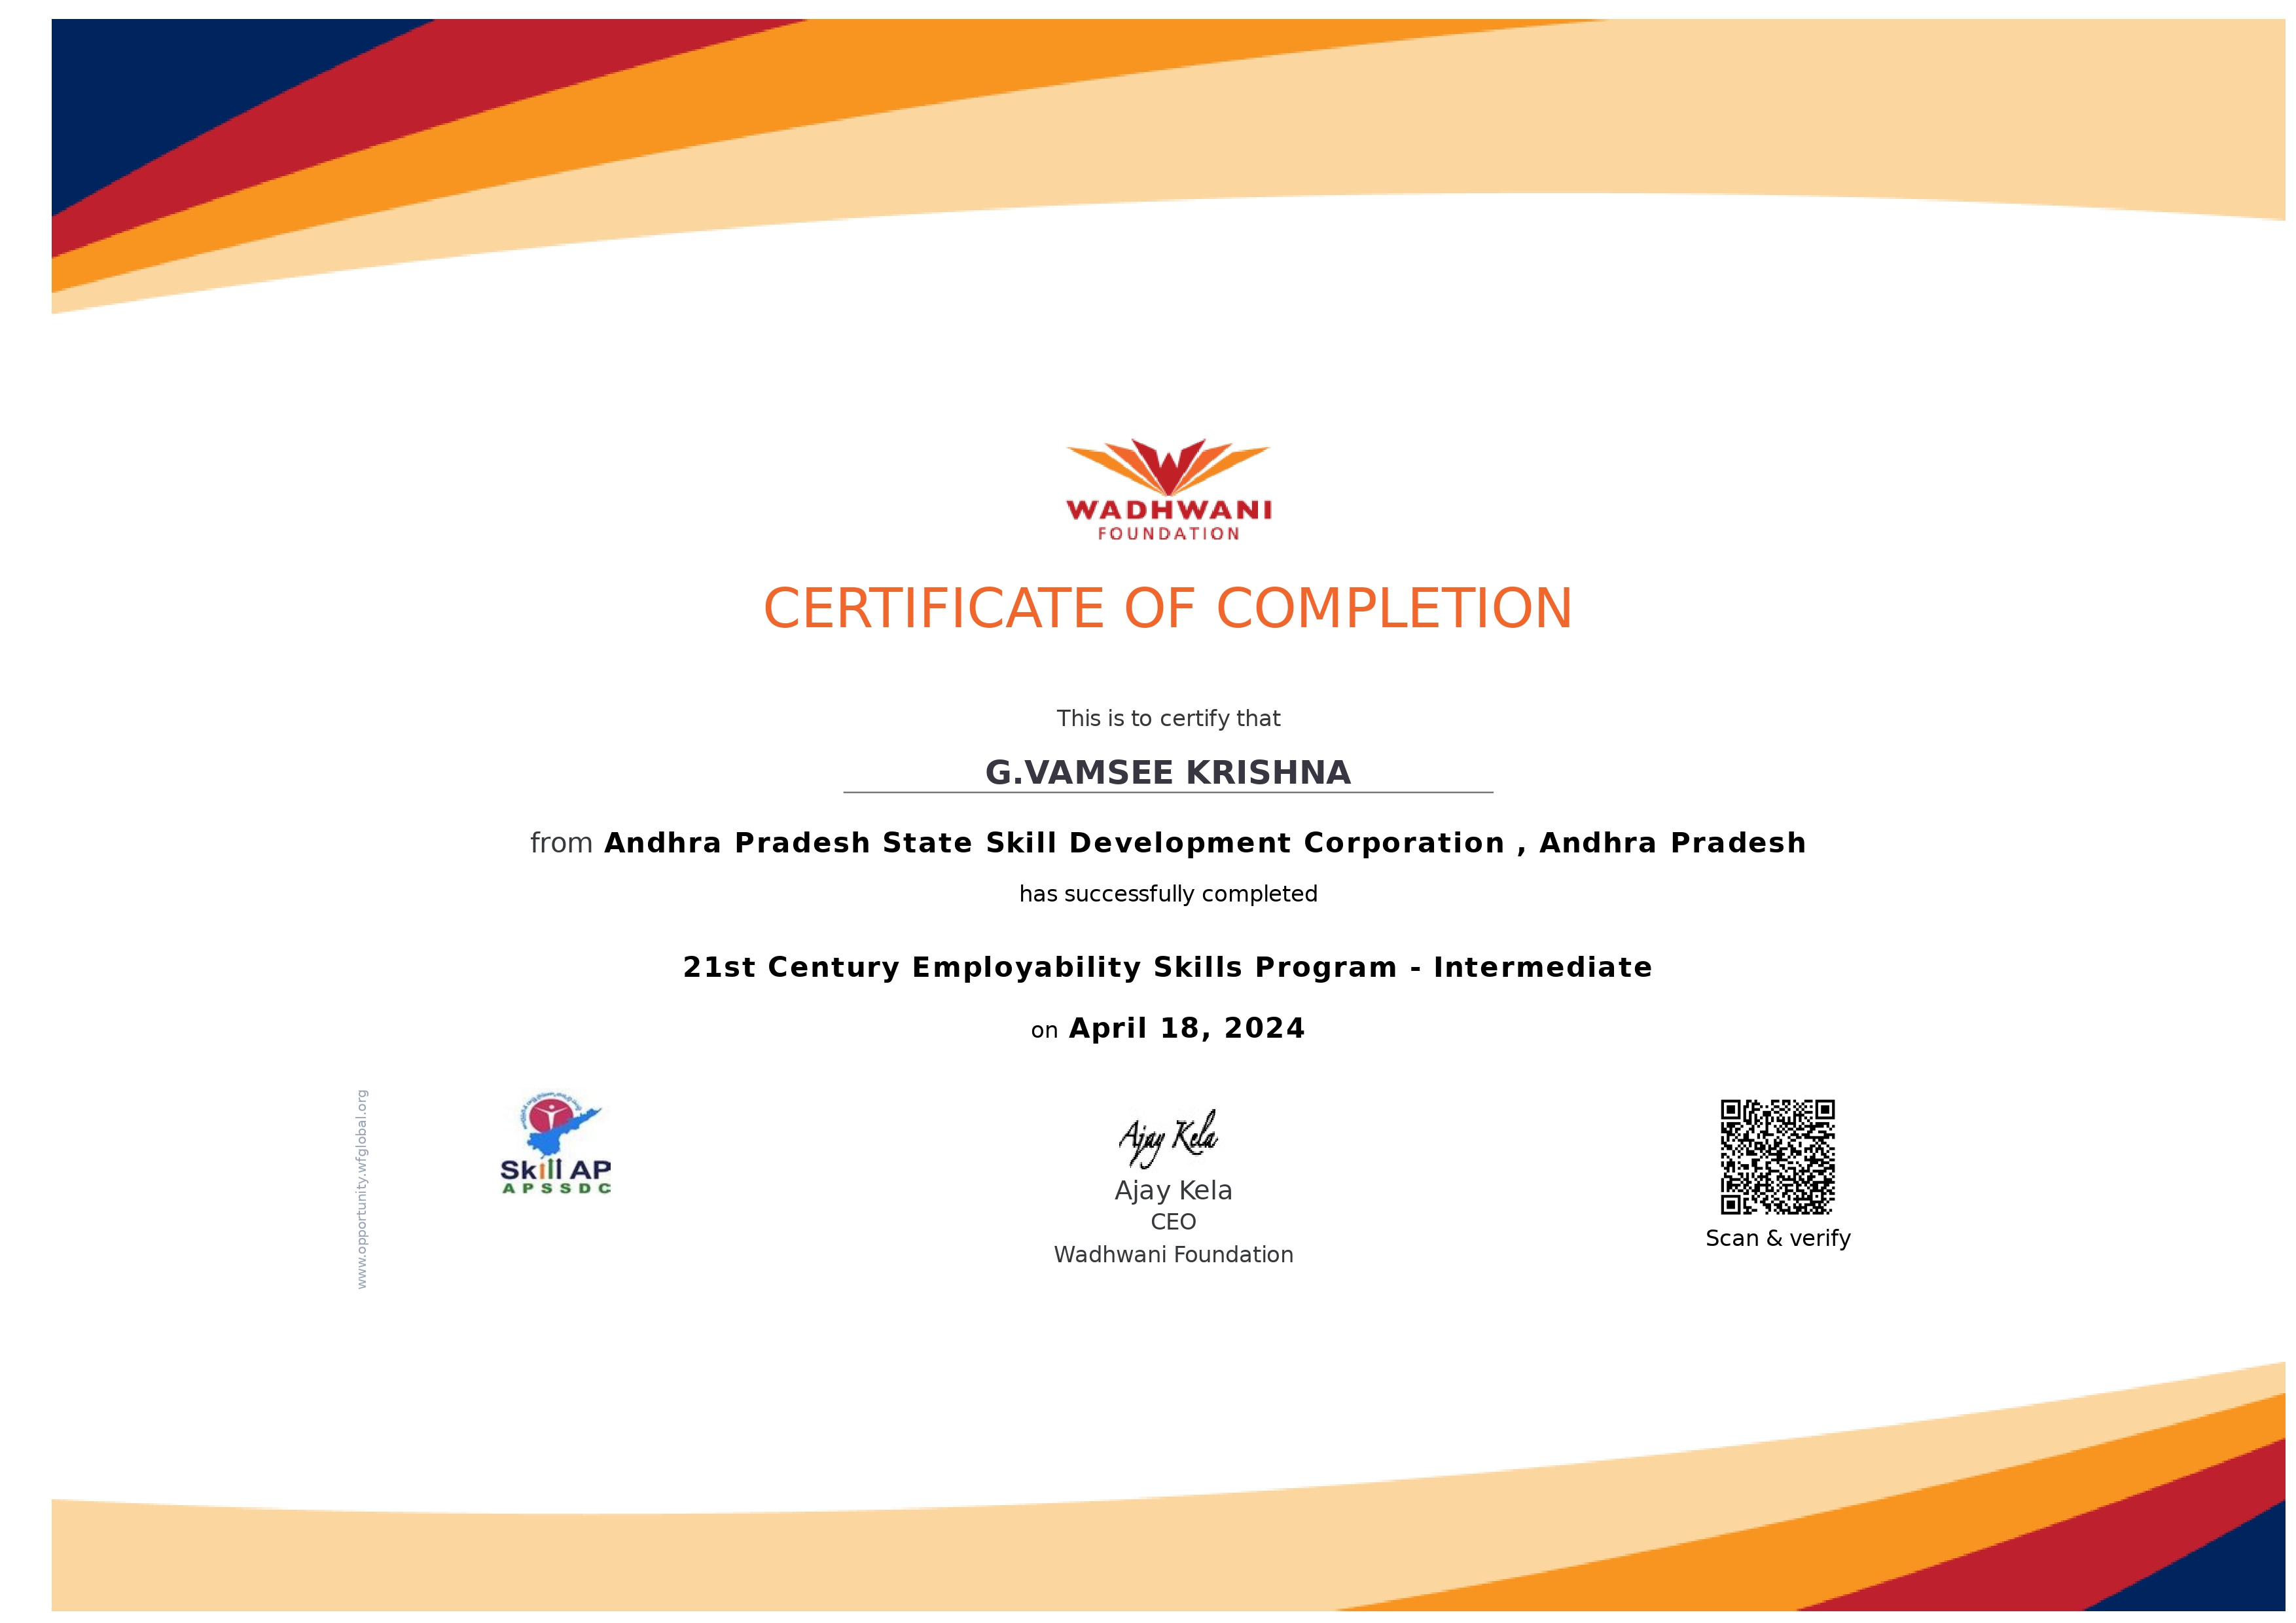 WADHWANI
FOUNDATION
CERTIFICATE OF COMPLETION
This is to certify that
G.VAMSEE KRISHNA
from Andhra Pradesh State Skill Development Corporation , Andhra Pradesh
has successfully completed
21st Century Employability Skills Program - Intermediate
on April 18, 2024
www.opportunity.wfglobal.org
Skill AP
APSSDC
Ajay Kela
Ajay Kela
CEO
Wadhwani Foundation
Scan & verify